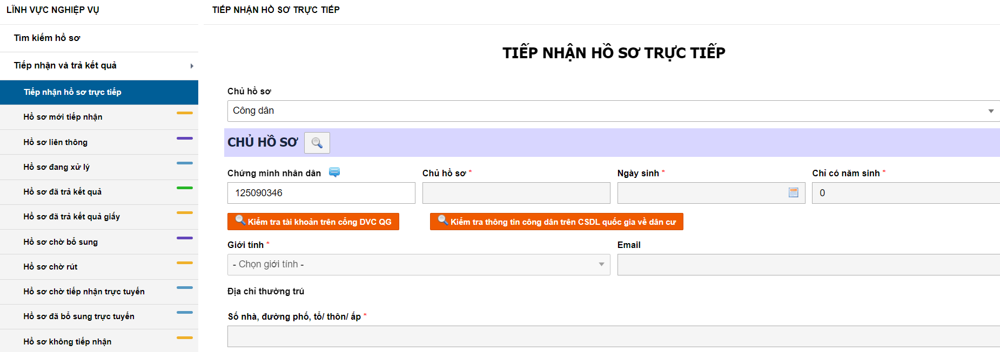 LĨNH VỰC NGHIỆP VỤ
Tìm kiếm hồ sơ
Tiếp nhận và trả kết quả
Tiếp nhận hồ sơ trực tiếp
Hồ sơ mới tiếp nhận
Hồ sơ liên thông
Hồ sơ đang xử lý
Hồ sơ đã trả kết quả
Hồ sơ đã trả kết quả giấy
Hồ sơ chờ bổ sung
Hồ sơ chờ rút
Hồ sơ chờ tiếp nhận trực tuyến
Hồ sơ đã bổ sung trực tuyến
Hồ sơ không tiếp nhận
TIẾP NHẬN HỒ SƠ TRỰC TIẾP
TIẾP NHẬN HỒ SƠ TRỰC TIẾP
Chủ hồ sơ
Công dân
CHỦ HỒ SƠ
Chứng minh nhân dân Chủ hồ sơ * Ngày sinh * Chỉ có năm sinh *
125090346 0
Kiểm tra tài khoản trên cổng DVC QG Kiểm tra thông tin công dân trên CSDL quốc gia về dân cư
Giới tính * Email
- Chọn giới tính -
Địa chỉ thường trú
Số nhà, đường phố, tổ/ thôn/ ấp *